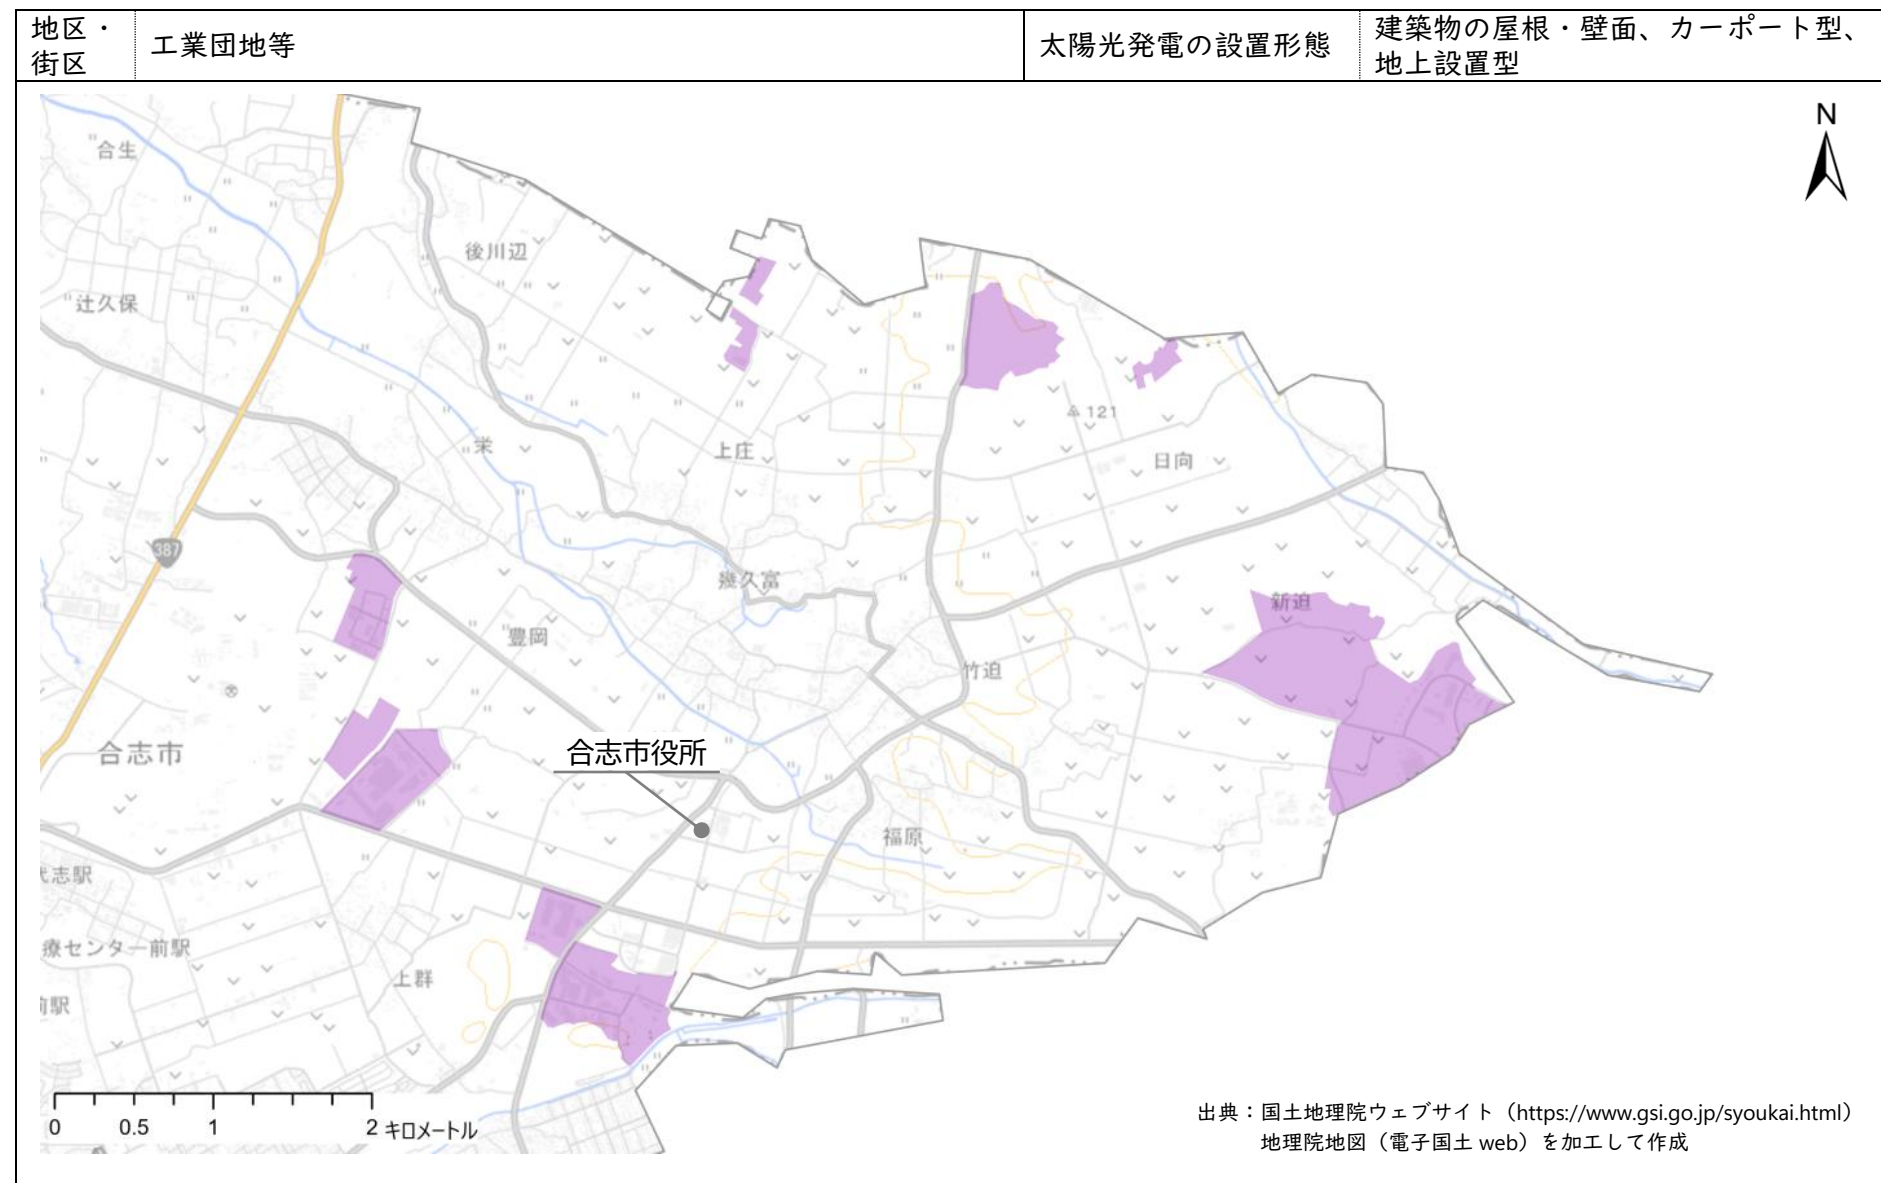 地区・
街区
工業団地等
太陽光発電の設置形態
建築物の屋根・壁面、カーポート型、
地上設置型
N
合生
後川辺
辻久保
栄
上庄
121
日向
387
幾久富
新迫
豊岡
竹迫
合志市
合志市役所
福原
代志駅
療センター前駅
前駅
上群
0 0.5 1 2 キロメートル
出典：国土地理院ウェブサイト（https://www.gsi.go.jp/syoukai.html）
地理院地図（電子国土 web）を加工して作成